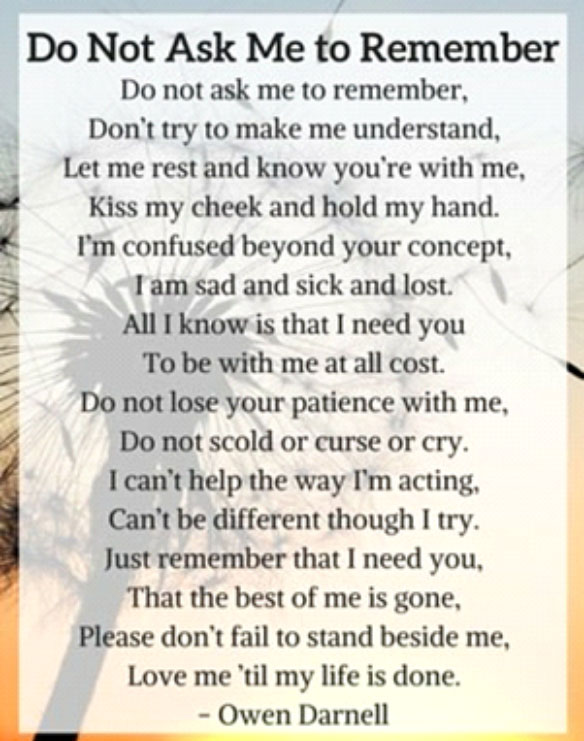 Do Not Ask Me to Remember
Do not ask me to remember,
Don't try to make me understand,
Let me rest and know you're with me,
Kiss my cheek and hold my hand.
I'm confused beyond your concept,
I am sad and sick and lost.
All I know is that I need you
To be with me at all cost.
Do not lose your patience with me,
Do not scold or curse or cry.
I can't help the way I'm acting,
Can't be different though I try.
Just remember that I need you,
That the best of me is gone,
Please don't fail to stand beside me,
Love me 'til my life is done.
– Owen Darnell